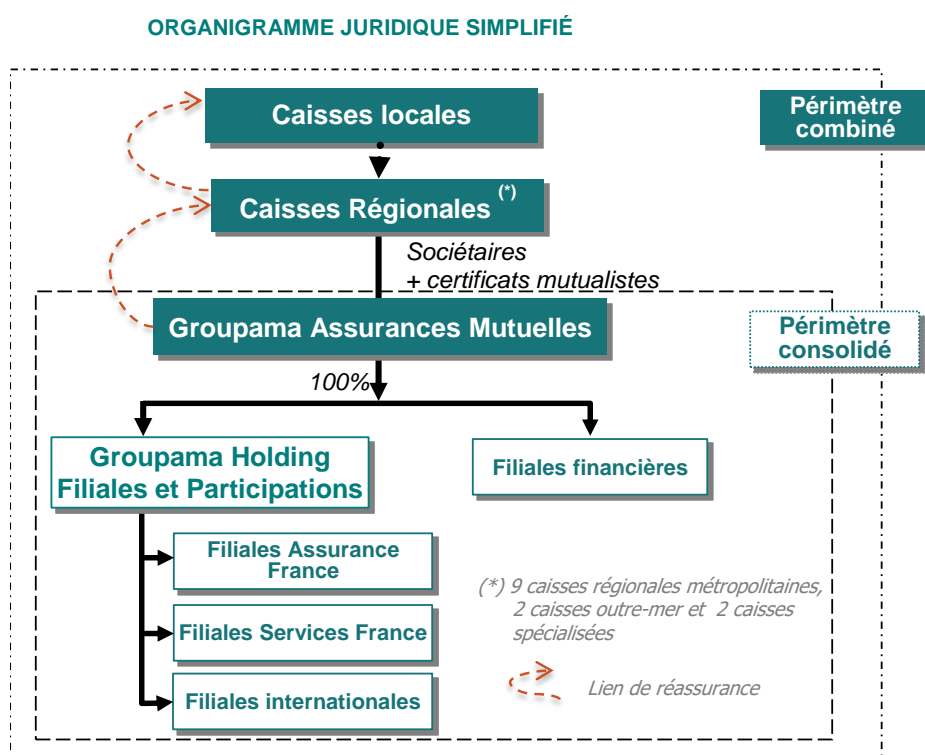 ORGANIGRAMME JURIDIQUE SIMPLIFIÉ
Caisses locales
Périmètre
combiné
Caisses Régionales (*)
Sociétaires
+ certificats mutualistes
Groupama Assurances Mutuelles
Périmètre
consolidé
100%
Groupama Holding
Filiales et Participations
Filiales financières
Filiales Assurance
France
(*) 9 caisses régionales métropolitaines,
2 caisses outre-mer et 2 caisses
spécialisées
Filiales Services France
Filiales internationales
Lien de réassurance